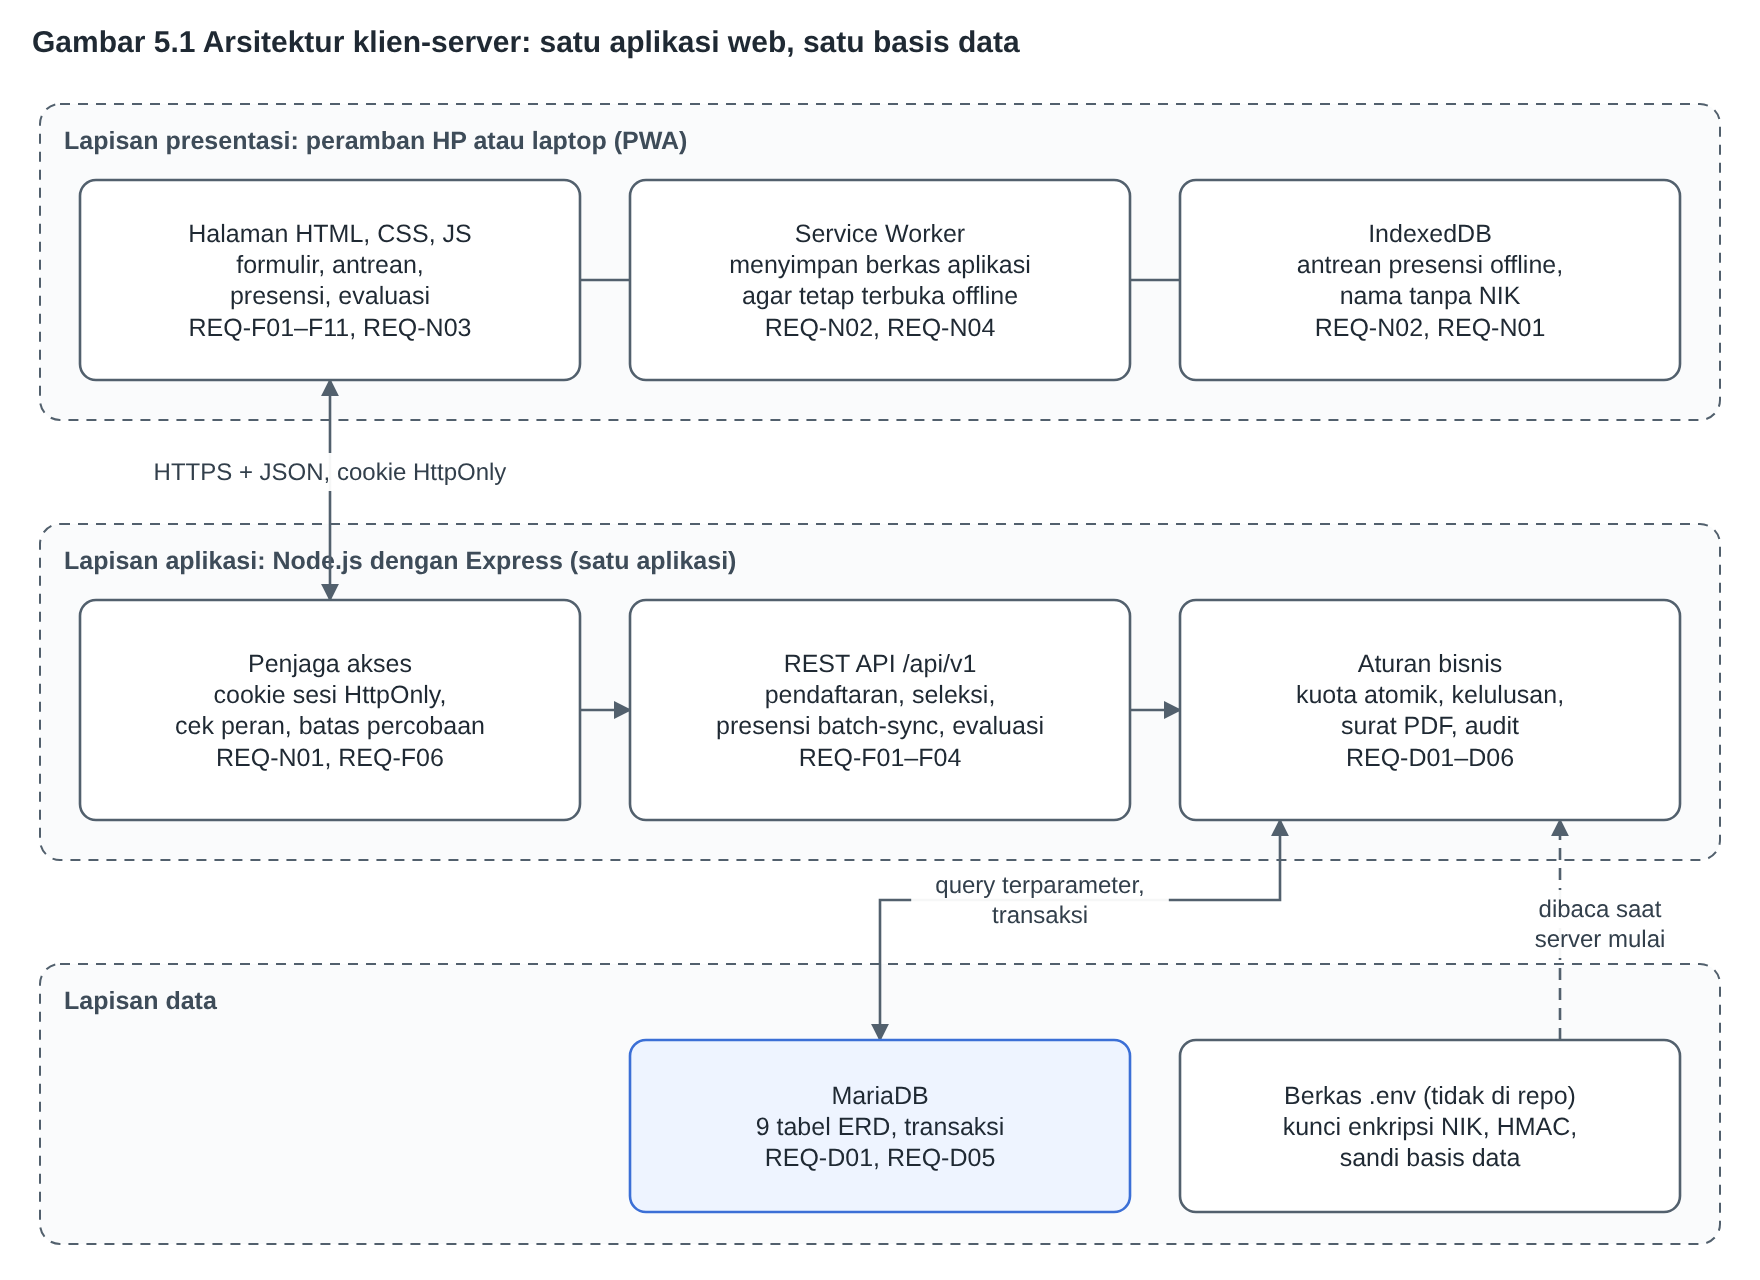 Gambar 5.1 Arsitektur klien-server: satu aplikasi web, satu basis data
Lapisan presentasi: peramban HP atau laptop (PWA)
Halaman HTML, CSS, JS
formulir, antrean,
presensi, evaluasi
REQ-F01–F11, REQ-N03
Service Worker
menyimpan berkas aplikasi
agar tetap terbuka offline
REQ-N02, REQ-N04
IndexedDB
antrean presensi offline,
nama tanpa NIK
REQ-N02, REQ-N01
HTTPS + JSON, cookie HttpOnly
Lapisan aplikasi: Node.js dengan Express (satu aplikasi)
Penjaga akses
cookie sesi HttpOnly,
cek peran, batas percobaan
REQ-N01, REQ-F06
REST API /api/v1
pendaftaran, seleksi,
presensi batch-sync, evaluasi
REQ-F01–F04
Aturan bisnis
kuota atomik, kelulusan,
surat PDF, audit
REQ-D01–D06
query terparameter,
transaksi
dibaca saat
server mulai
Lapisan data
MariaDB
9 tabel ERD, transaksi
REQ-D01, REQ-D05
Berkas .env (tidak di repo)
kunci enkripsi NIK, HMAC,
sandi basis data